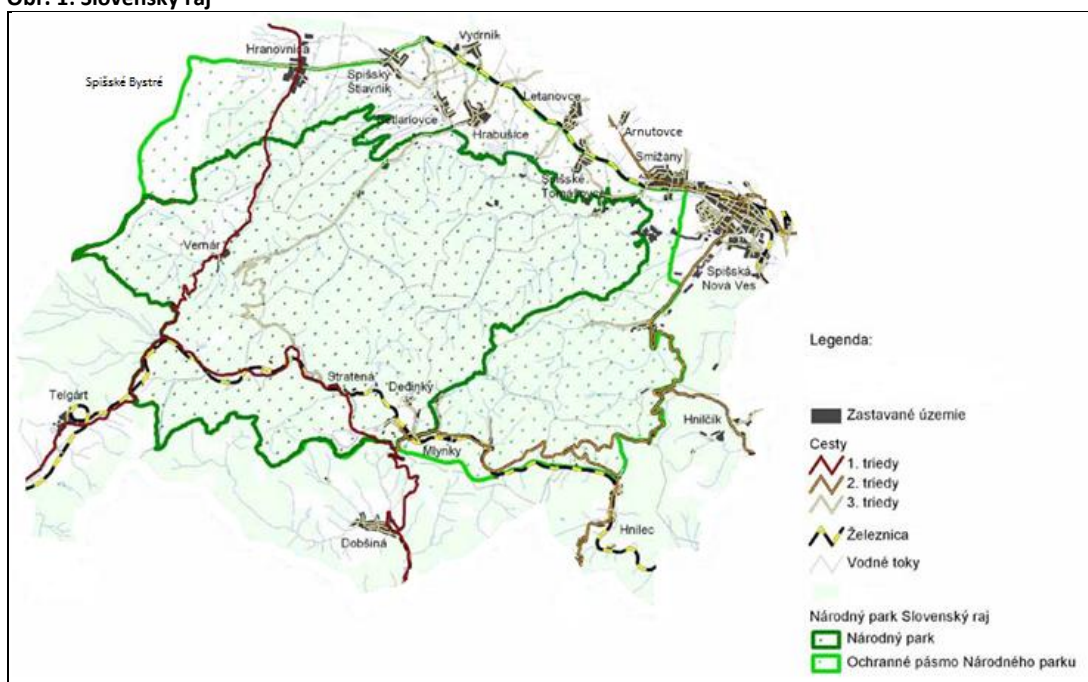 Obr. 1: Slovenský raj
Hranovnica
Vydrník
Spišské Bystré
Spišský
Štiavnik
Letanovce
Betlanovce
Hrabušice
Arnutovce
Smižany
Spišské
Tomášovce
Vernár
Spišská
Nová Ves
Telgárt
Stratená
Dedinky
Mlynky
Hnilčík
Dobšiná
Hnilec
Legenda:
Zastavané územie
Cesty
1. triedy
2. triedy
3. triedy
Železnica
Vodné toky
Národný park Slovenský raj
Národný park
Ochranné pásmo Národného parku